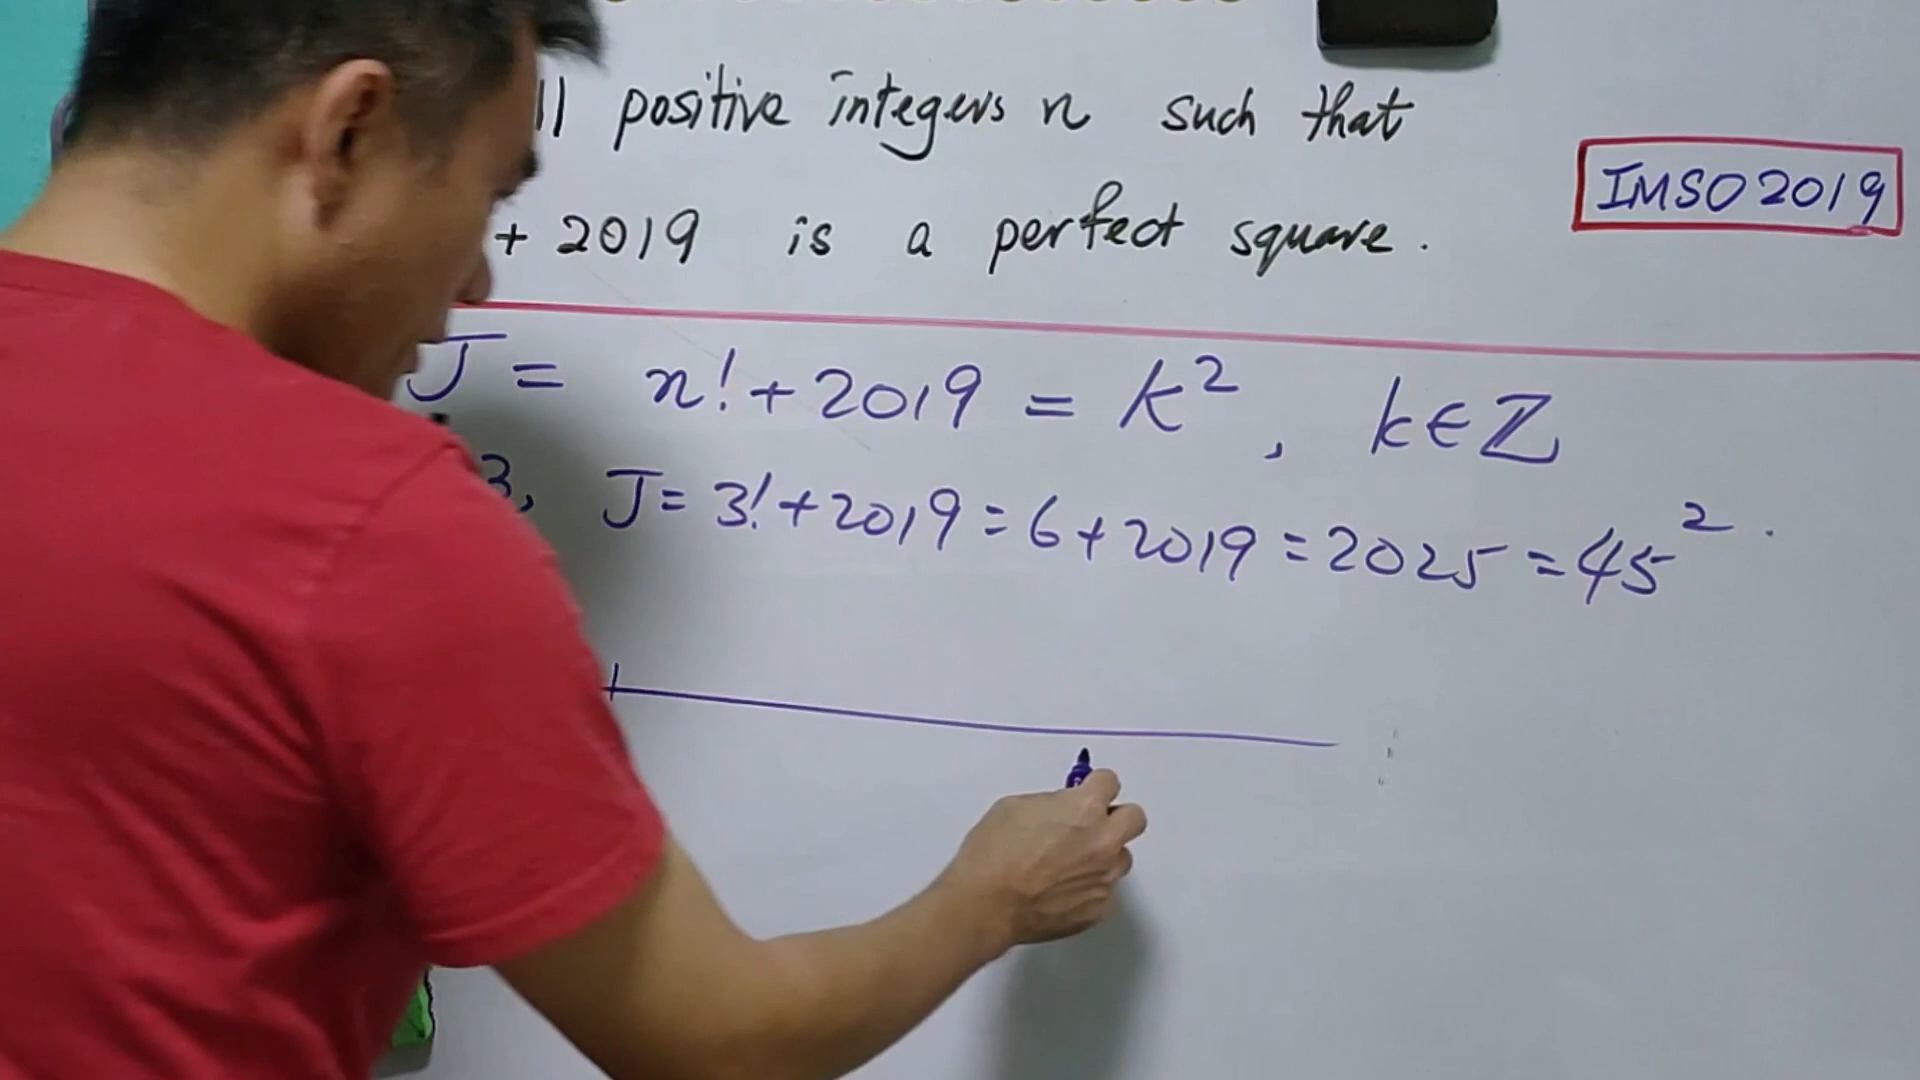 ll positive integers n such that
+ 2019 is a perfect square.
IMSO 2019
J = n! + 2019 = k², k∈ℤ
3, J = 3! + 2019 = 6 + 2019 = 2025 = 45².